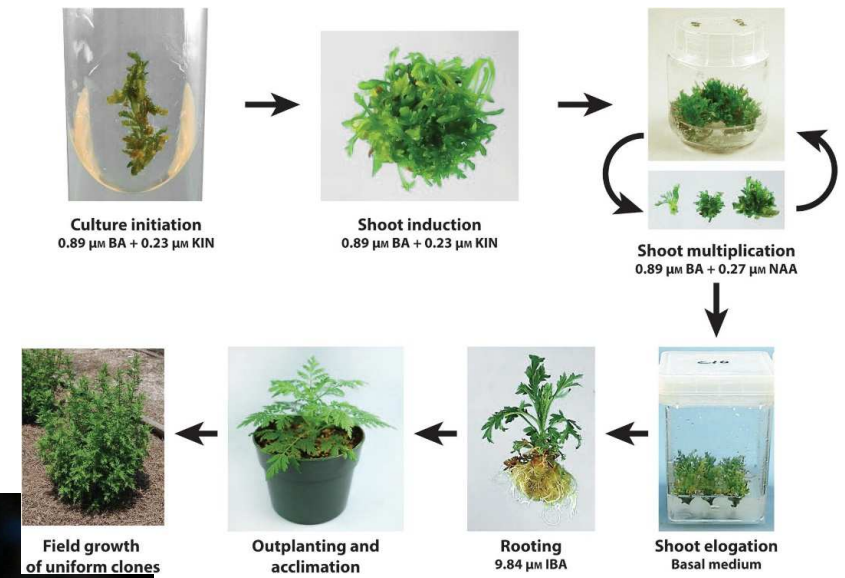 Culture initiation
0.89 µM BA + 0.23 µM KIN
Shoot induction
0.89 µM BA + 0.23 µM KIN
Shoot multiplication
0.89 µM BA + 0.27 µM NAA
Field growth
of uniform clones
Outplanting and
acclimation
Rooting
9.84 µM IBA
Shoot elogation
Basal medium